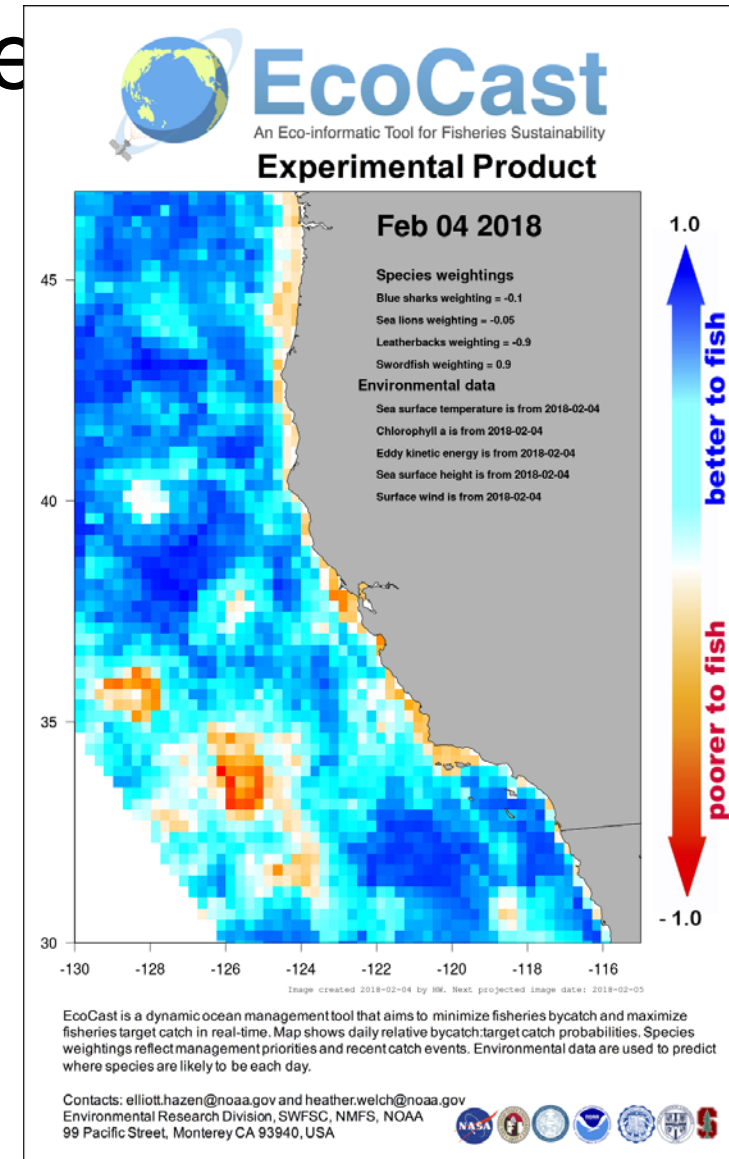 e
EcoCast
An Eco-informatic Tool for Fisheries Sustainability
Experimental Product
Feb 04 2018
Species weightings
Blue sharks weighting = -0.1
Sea lions weighting = -0.05
Leatherbacks weighting = -0.9
Swordfish weighting = 0.9
Environmental data
Sea surface temperature is from 2018-02-04
Chlorophyll a is from 2018-02-04
Eddy kinetic energy is from 2018-02-04
Sea surface height is from 2018-02-04
Surface wind is from 2018-02-04
1.0
better to fish
poorer to fish
- 1.0
45
40
35
30
-130 -128 -126 -124 -122 -120 -118 -116
Image created 2018-02-04 by HW. Next projected image date: 2018-02-05
EcoCast is a dynamic ocean management tool that aims to minimize fisheries bycatch and maximize
fisheries target catch in real-time. Map shows daily relative bycatch:target catch probabilities. Species
weightings reflect management priorities and recent catch events. Environmental data are used to predict
where species are likely to be each day.
Contacts: elliott.hazen@noaa.gov and heather.welch@noaa.gov
Environmental Research Division, SWFSC, NMFS, NOAA
99 Pacific Street, Monterey CA 93940, USA
NASA